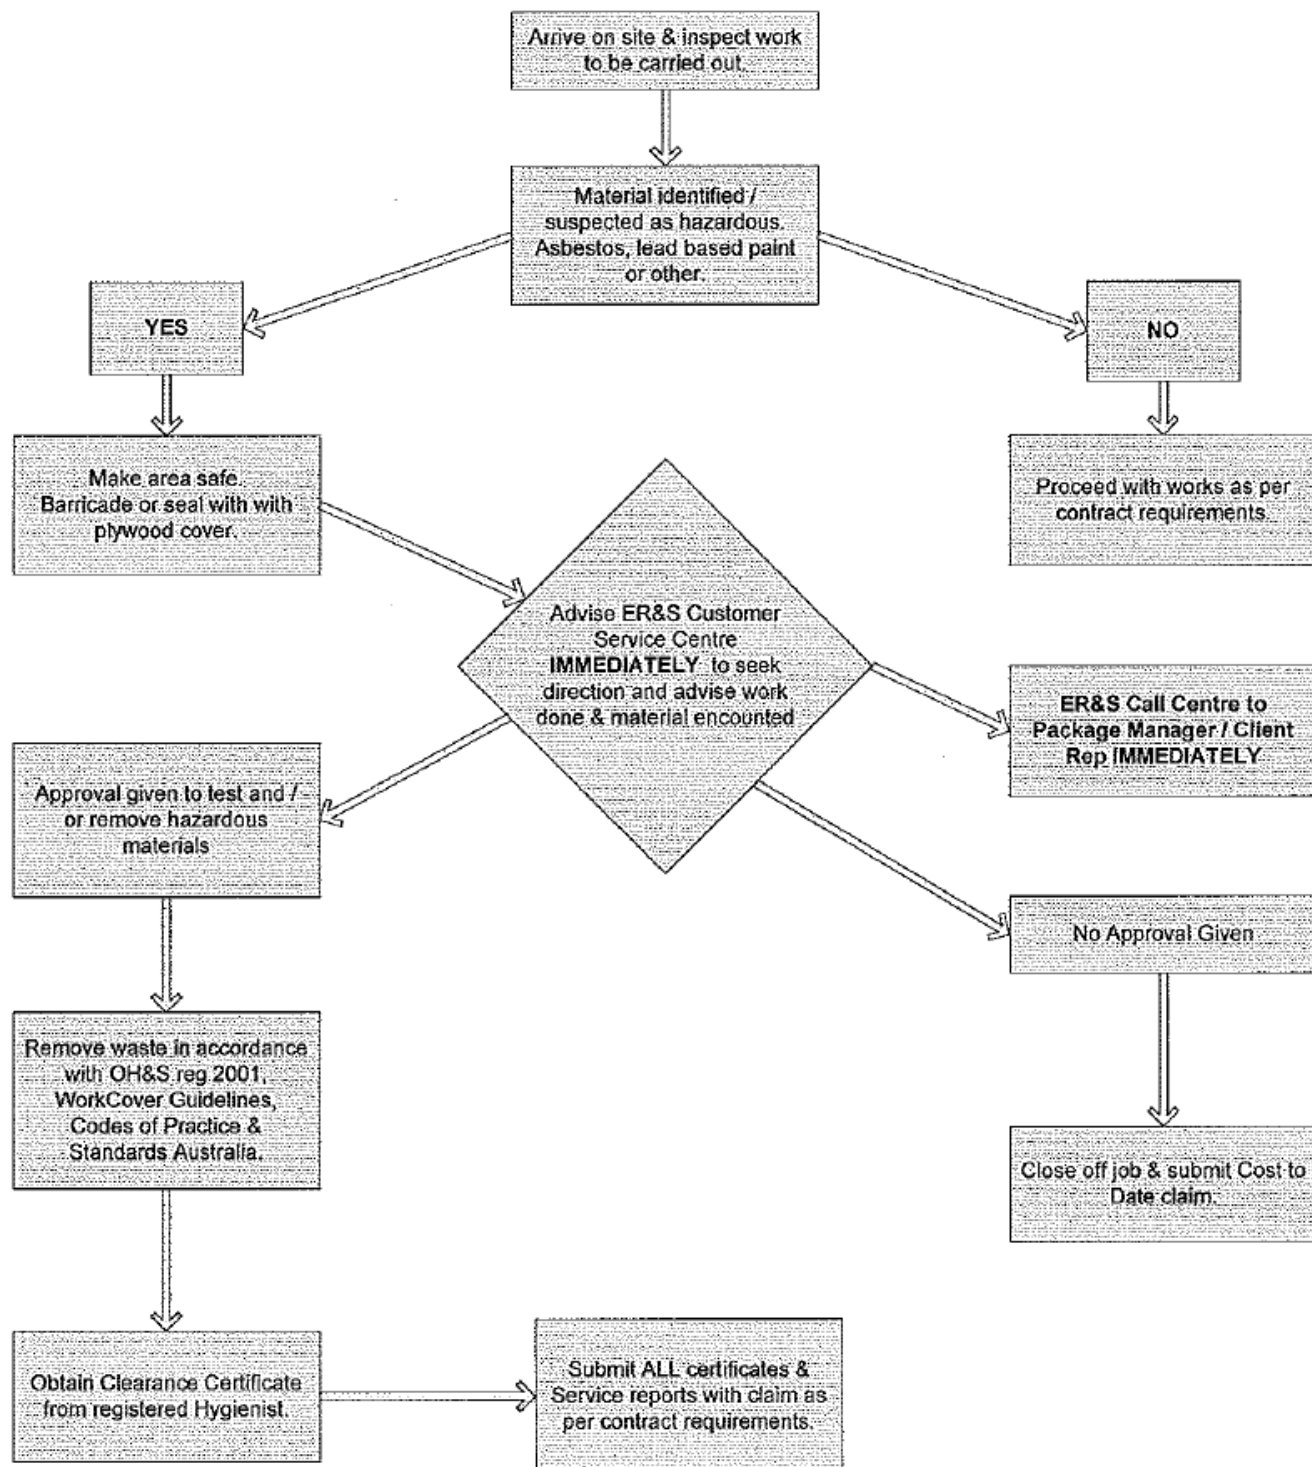 Arrive on site & inspect work
to be carried out.
Material identified /
suspected as hazardous.
Asbestos, lead based paint
or other.
YES
NO
Make area safe.
Barricade or seal with with
plywood cover.
Proceed with works as per
contract requirements.
Advise ER&S Customer
Service Centre
IMMEDIATELY to seek
direction and advise work
done & material encounted
ER&S Call Centre to
Package Manager / Client
Rep IMMEDIATELY
Approval given to test and /
or remove hazardous
materials
No Approval Given
Remove waste in accordance
with OH&S reg 2001,
WorkCover Guidelines,
Codes of Practice &
Standards Australia.
Close off job & submit Cost to
Date claim.
Obtain Clearance Certificate
from registered Hygienist.
Submit ALL certificates &
Service reports with claim as
per contract requirements.